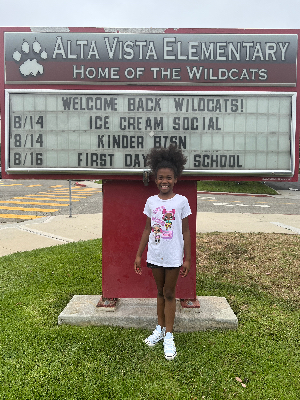 ALTA VISTA ELEMENTARY
HOME OF THE WILDCATS
WELCOME BACK WILDCATS!
8/14 ICE CREAM SOCIAL
8/14 KINDER BTSN
8/16 FIRST DAY SCHOOL